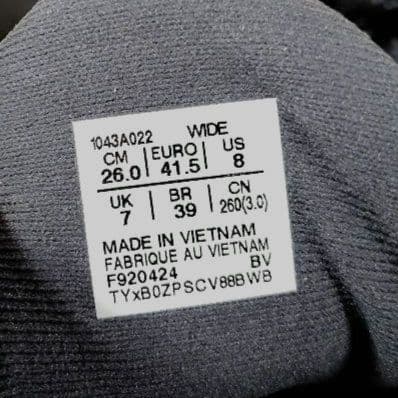 1043A022 WIDE
CM EURO US
26.0 41.5 8
UK BR CN
7 39 260(3.0)
MADE IN VIETNAM
FABRIQUE AU VIETNAM
F920424 BV
TYxB0ZPSCV88BWB